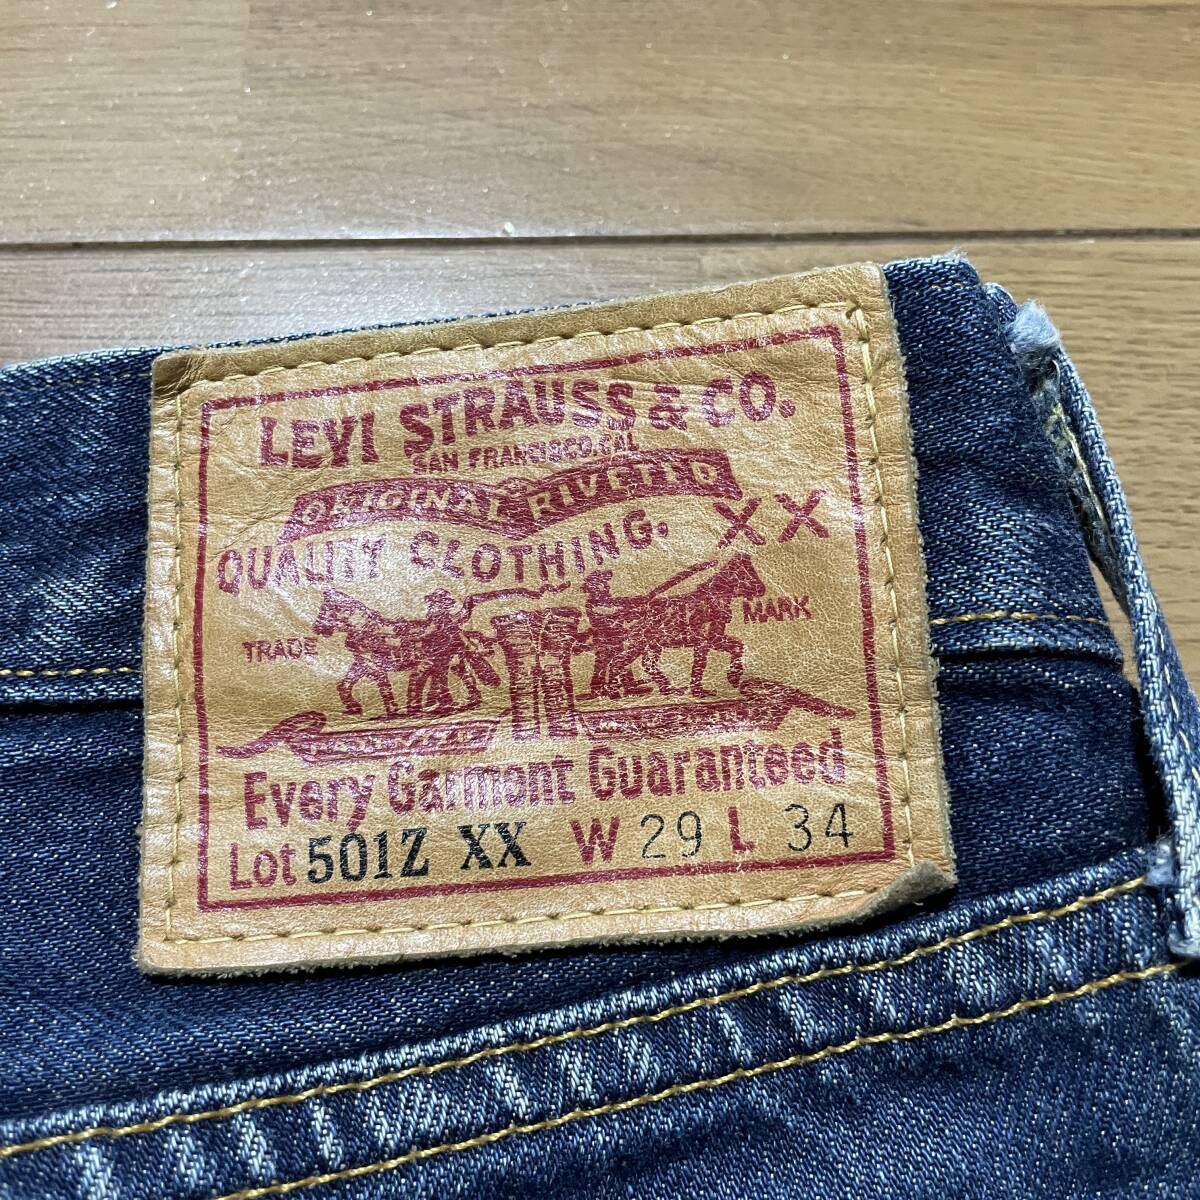 LEVI STRAUSS & CO.
SAN FRANCISCO.CAL.
ORIGINAL RIVETED
QUALITY CLOTHING.
XX
TRADE MARK
Every Garment Guaranteed
Lot 501Z XX W 29 L 34